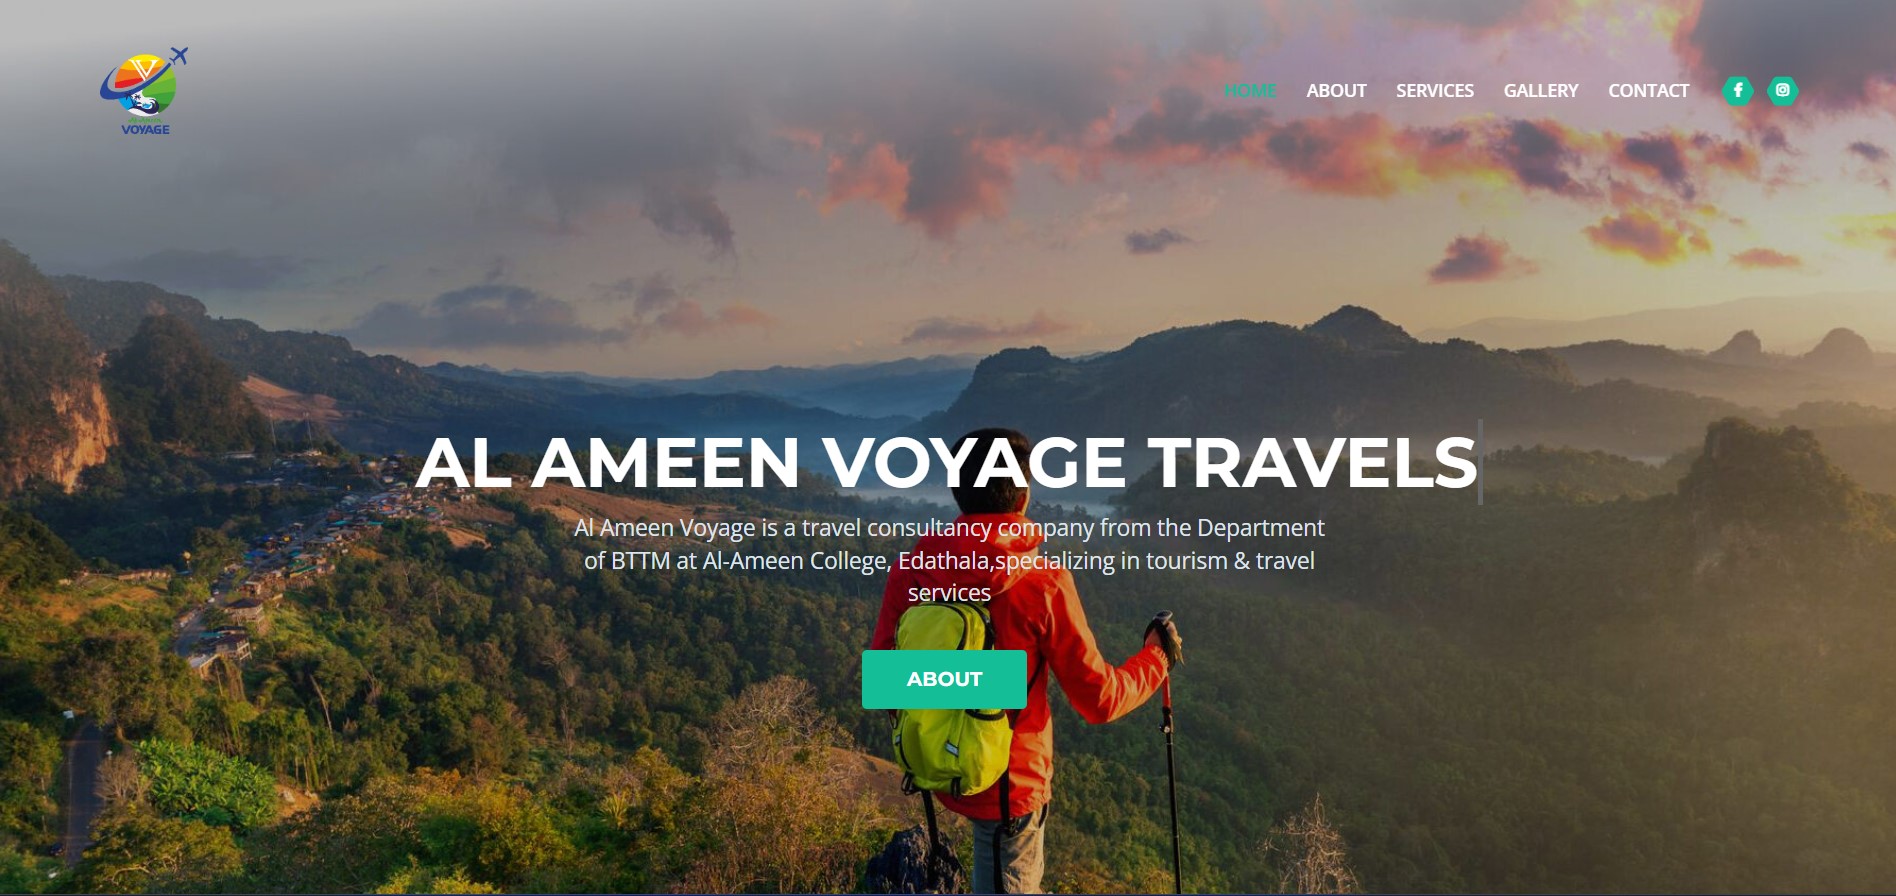 VOYAGE
HOME ABOUT SERVICES GALLERY CONTACT
AL AMEEN VOYAGE TRAVELS
Al Ameen Voyage is a travel consultancy company from the Department
of BTTM at Al-Ameen College, Edathala,specializing in tourism & travel
services
ABOUT